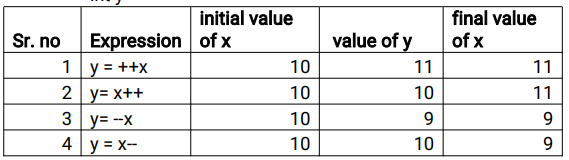 initial value final value
Sr. no Expression of x value of y of x
1 y = ++x 10 11 11
2 y= x++ 10 10 11
3 y= --x 10 9 9
4 y = x-- 10 10 9